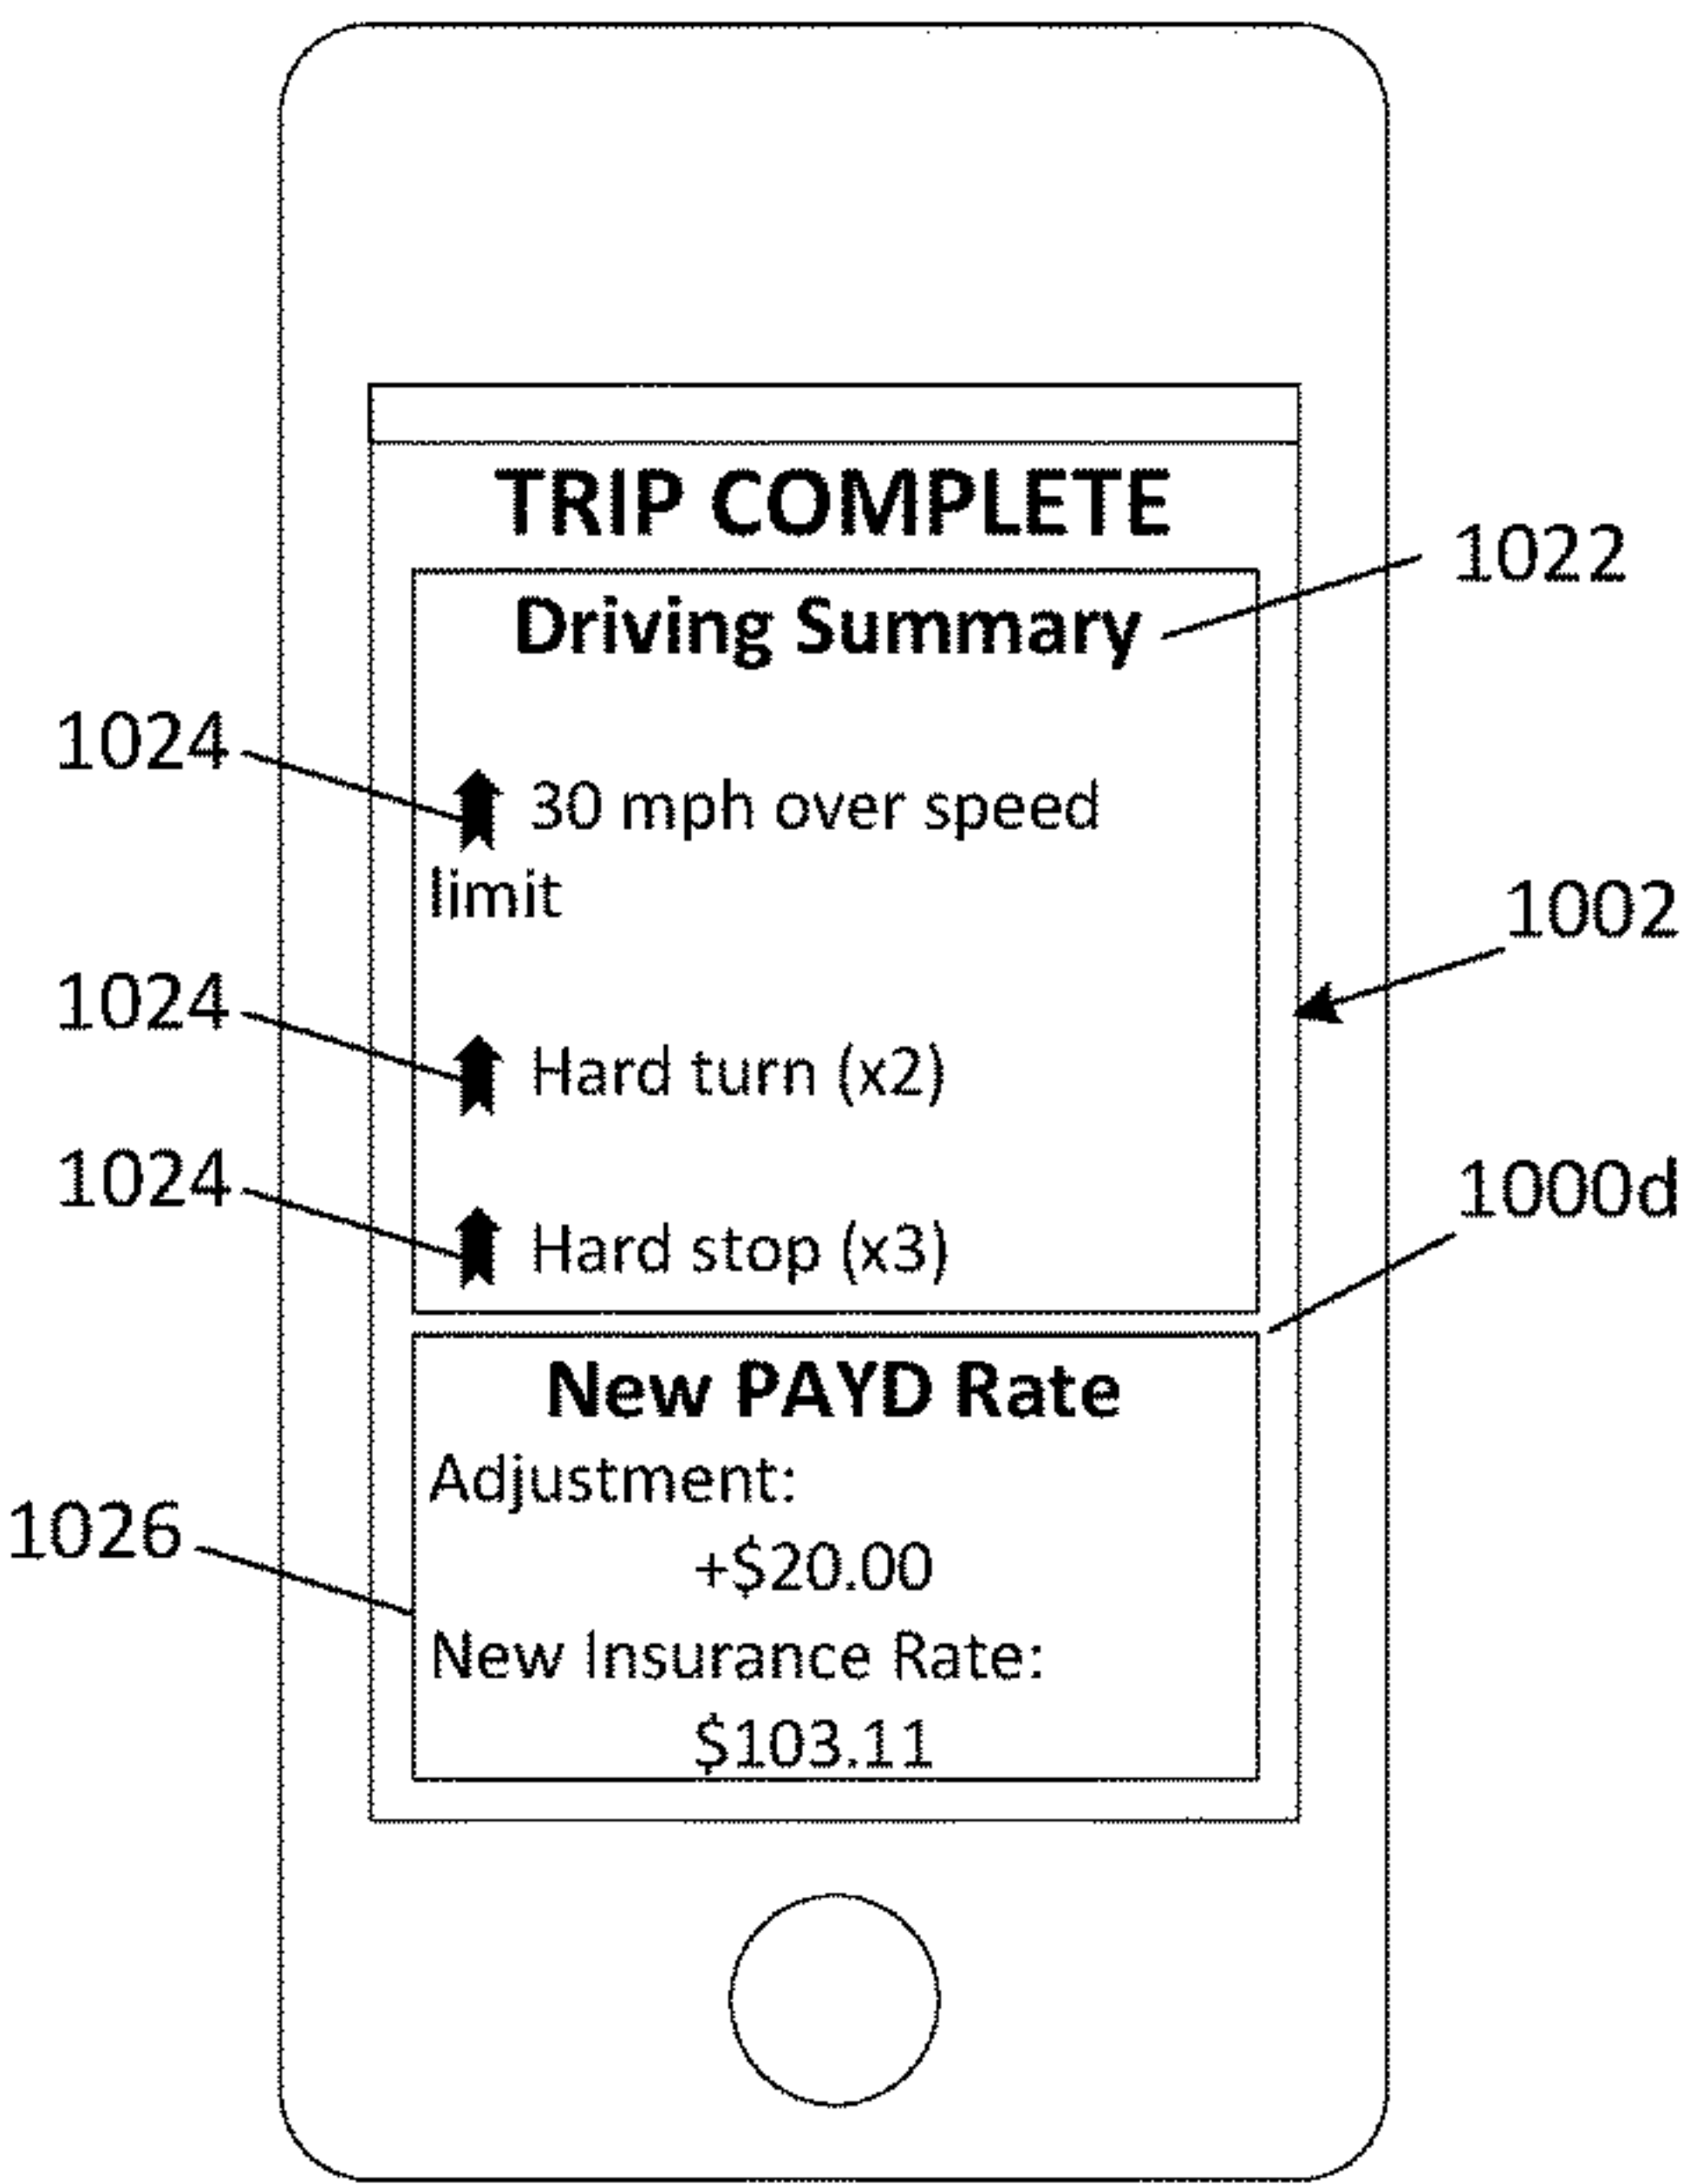 TRIP COMPLETE
1022
Driving Summary
1024
30 mph over speed
limit
1002
1024
Hard turn (x2)
1024
1000d
Hard stop (x3)
New PAYD Rate
Adjustment:
1026
+$20.00
New Insurance Rate:
$103.11